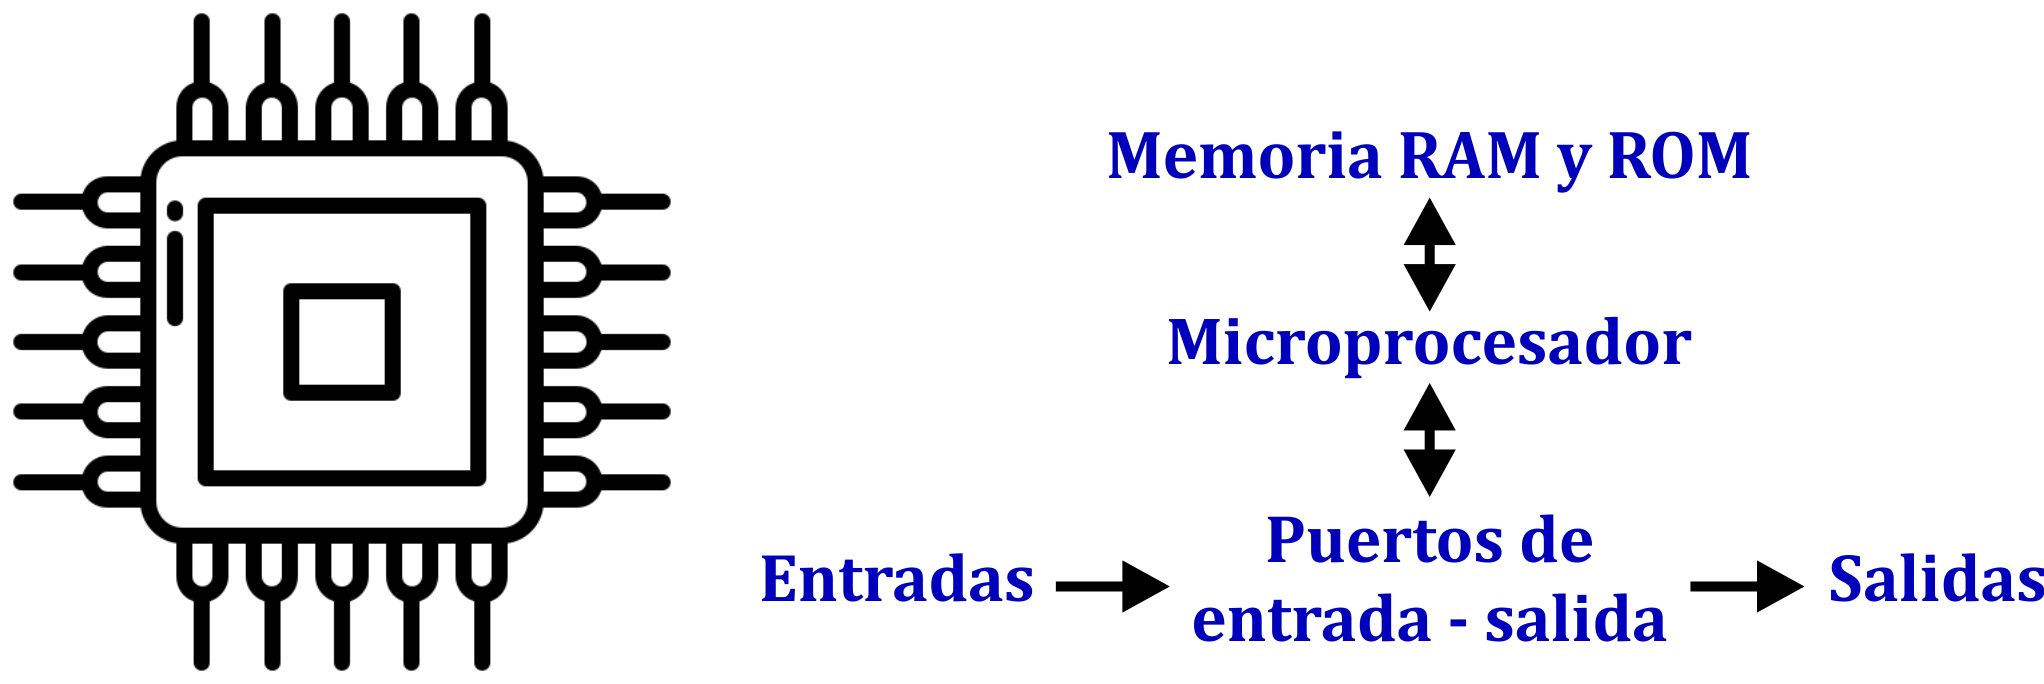 Memoria RAM y ROM
Microprocesador
Puertos de
entrada - salida
Entradas
Salidas